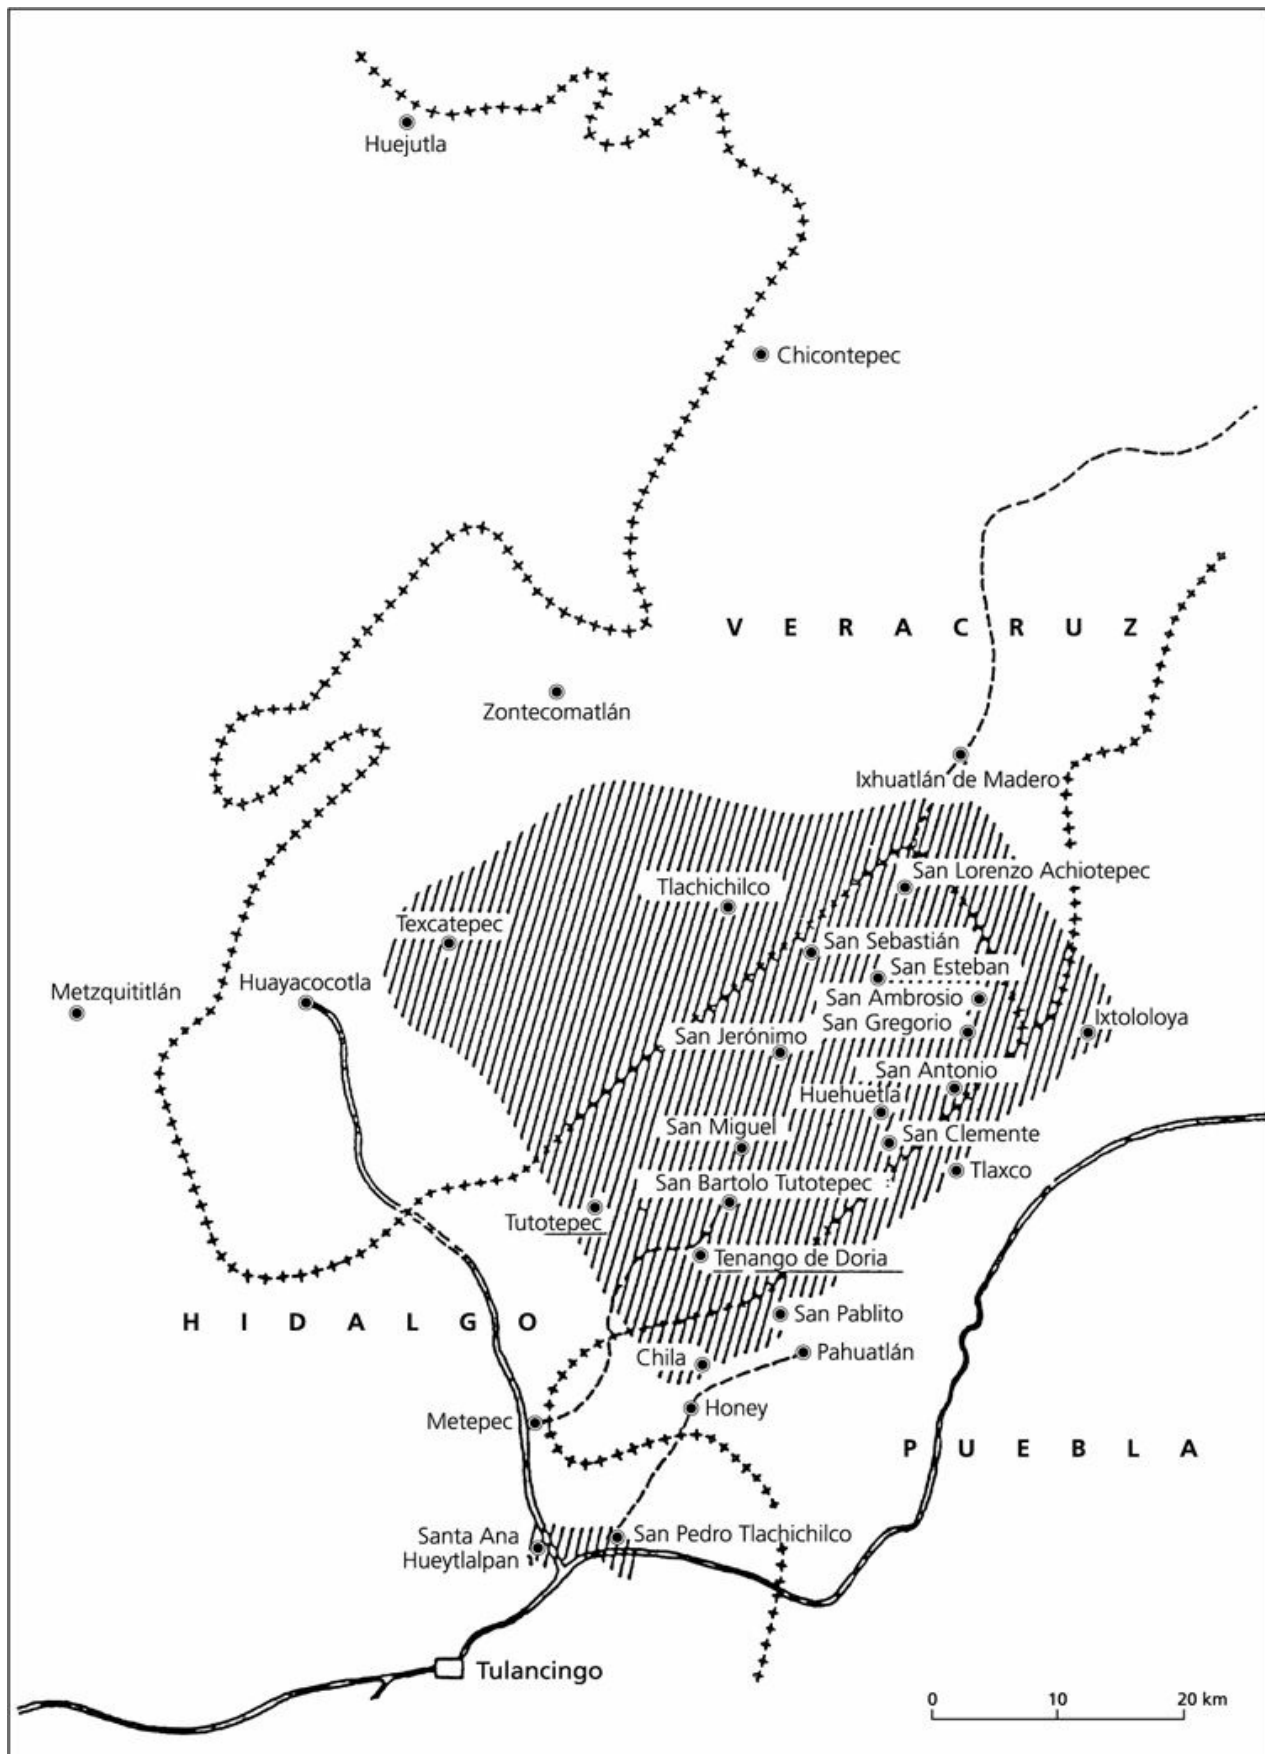 Huejutla
Chicontepec
VERACRUZ
Zontecomatlán
Ixhuatlán de Madero
San Lorenzo Achiotepec
Tlachichilco
Texcatepec
San Sebastián
San Esteban
Metzquititlán
Huayacocotla
San Ambrosio
Ixtololoya
San Gregorio
San Jerónimo
San Antonio
Huehuetla
San Miguel
San Clemente
Tlaxco
San Bartolo Tutotepec
Tutotepec
Tenango de Doria
HIDALGO
San Pablito
Chila
Pahuatlán
Honey
Metepec
PUEBLA
Santa Ana
Hueytlalpan
San Pedro Tlachichilco
Tulancingo
0 10 20 km